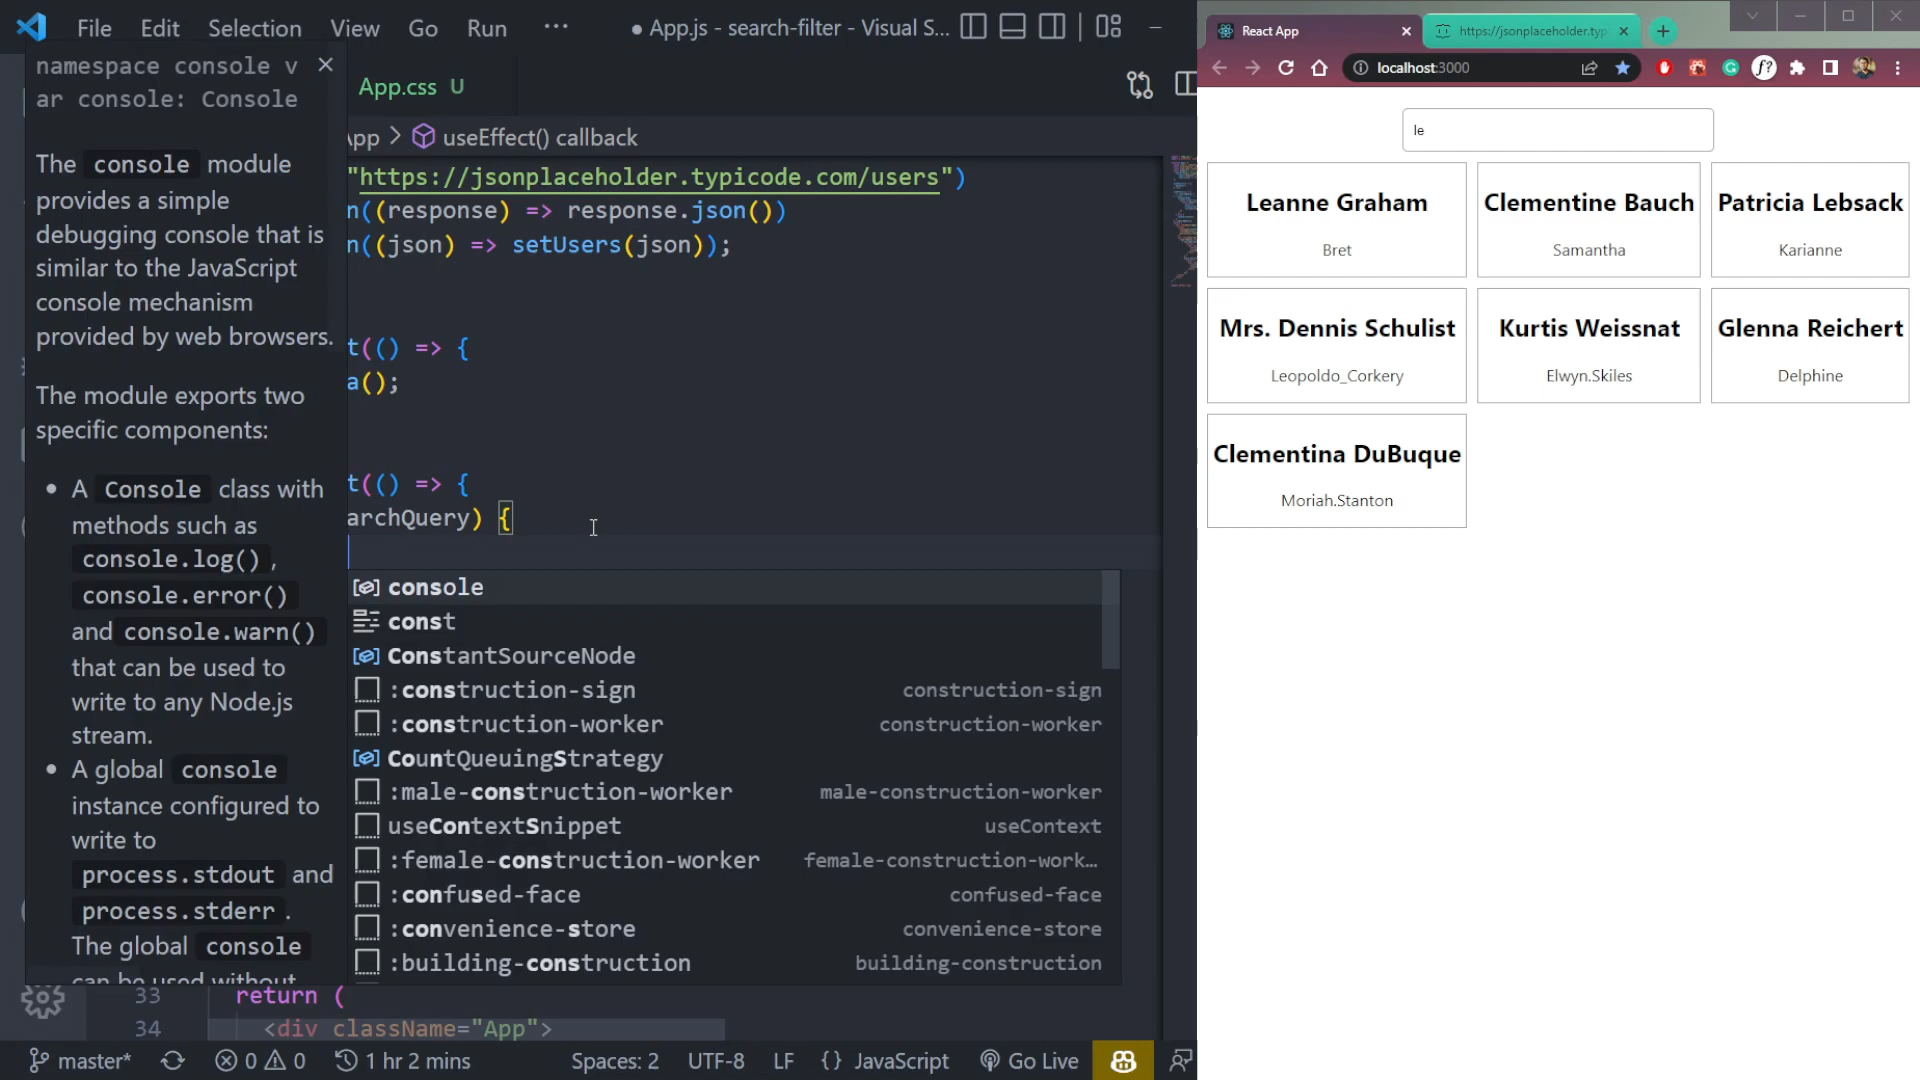 File Edit Selection View Go Run ··· ● App.js - search-filter - Visual S...
namespace console v
ar console: Console
The console module
provides a simple
debugging console that is
similar to the JavaScript
console mechanism
provided by web browsers.
The module exports two
specific components:
• A Console class with
methods such as
console.log(),
console.error()
and console.warn()
that can be used to
write to any Node.js
stream.
• A global console
instance configured to
write to
process.stdout and
process.stderr.
The global console
can be used without
App.css U
App > useEffect() callback
"https://jsonplaceholder.typicode.com/users")
n((response) => response.json())
n((json) => setUsers(json));
t(() => {
a();
t(() => {
archQuery) {
console
const
ConstantSourceNode
:construction-sign construction-sign
:construction-worker construction-worker
CountQueuingStrategy
:male-construction-worker male-construction-worker
useContextSnippet useContext
:female-construction-worker female-construction-work...
:confused-face confused-face
:convenience-store convenience-store
:building-construction building-construction
33 return (
34 <div className="App">
master* 0 0 1 hr 2 mins Spaces: 2 UTF-8 LF {} JavaScript Go Live
React App https://jsonplaceholder.typ
localhost:3000
le
Leanne Graham
Bret
Clementine Bauch
Samantha
Patricia Lebsack
Karianne
Mrs. Dennis Schulist
Leopoldo_Corkery
Kurtis Weissnat
Elwyn.Skiles
Glenna Reichert
Delphine
Clementina DuBuque
Moriah.Stanton